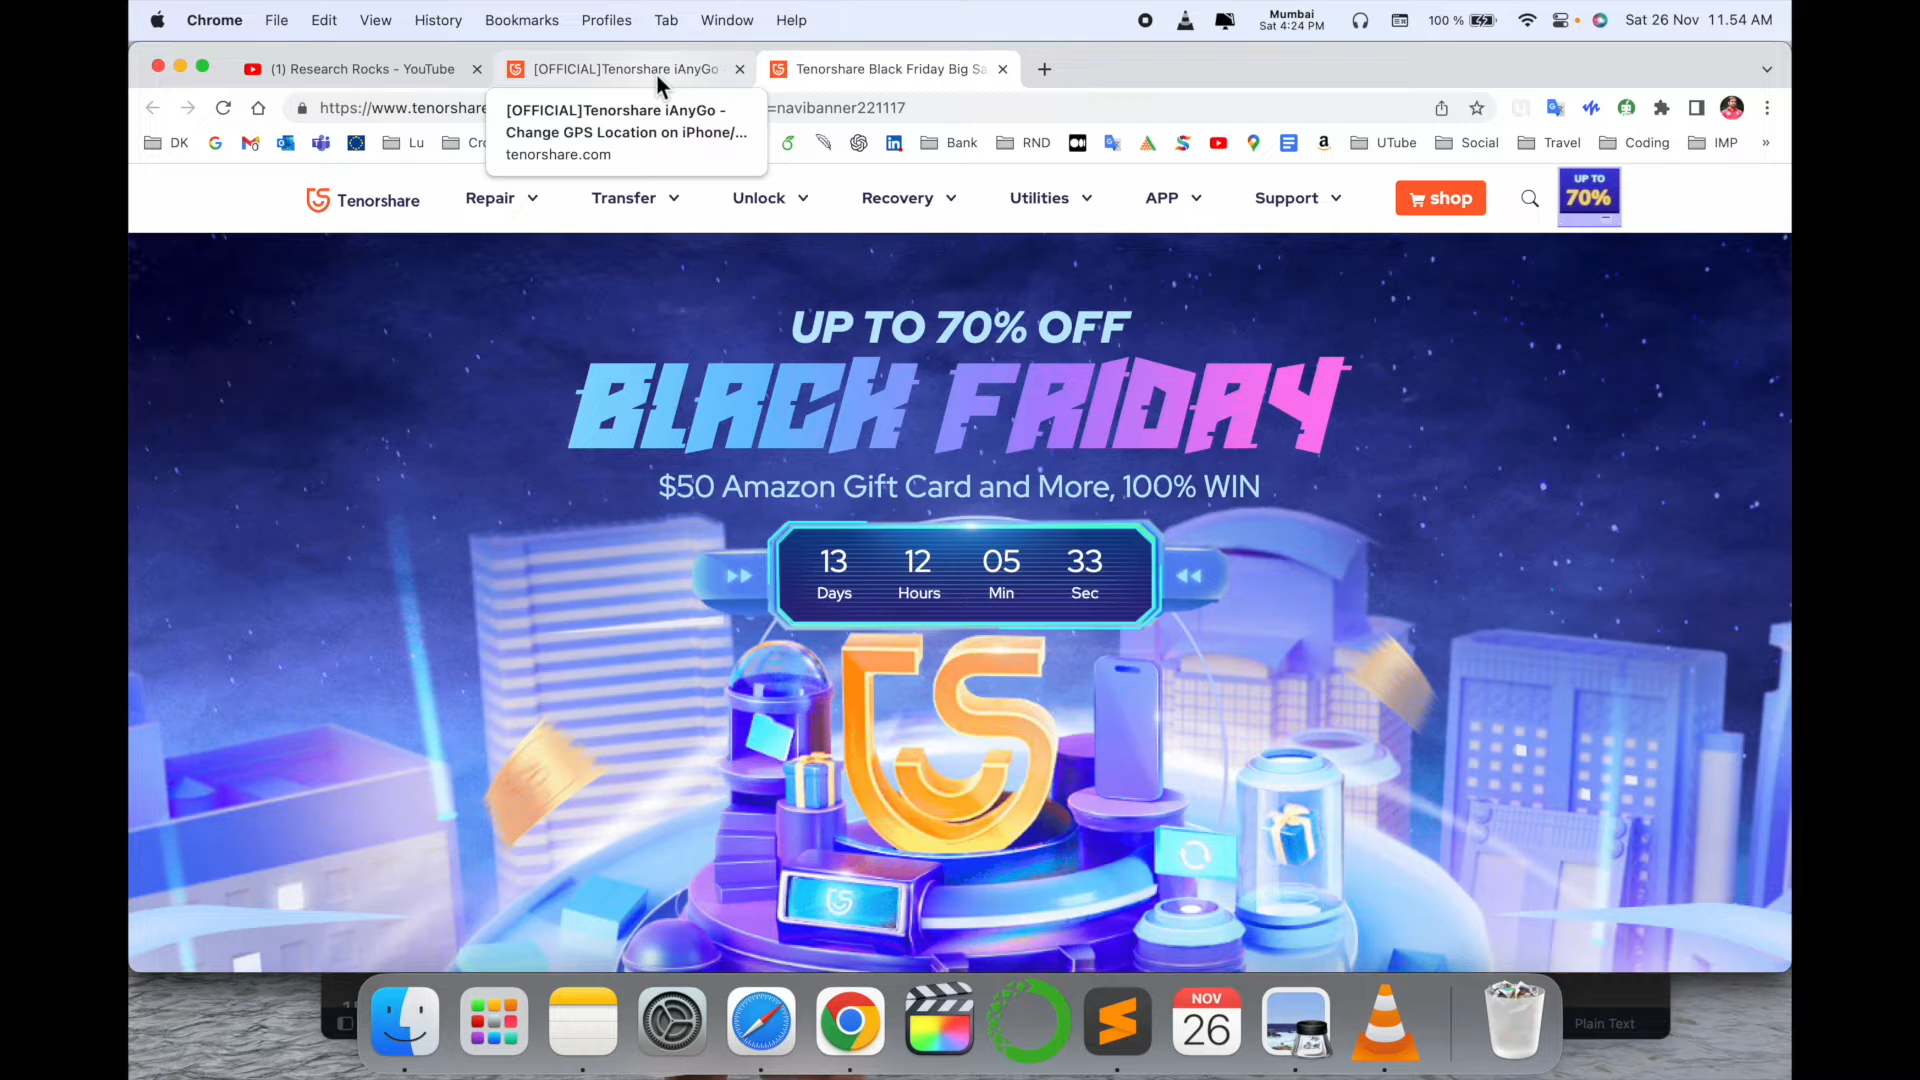 Chrome File Edit View History Bookmarks Profiles Tab Window Help Mumbai Sat 4:24 PM 100 % Sat 26 Nov 11.54 AM
(1) Research Rocks - YouTube [OFFICIAL]Tenorshare iAnyGo Tenorshare Black Friday Big Sa
https://www.tenorshare =navibanner221117
[OFFICIAL]Tenorshare iAnyGo -
Change GPS Location on iPhone/...
tenorshare.com
DK Lu Cr Bank RND UTube Social Travel Coding IMP »
Tenorshare Repair Transfer Unlock Recovery Utilities APP Support shop UP TO 70%
UP TO 70% OFF
BLACK FRIDAY
$50 Amazon Gift Card and More, 100% WIN
13 12 05 33
Days Hours Min Sec
NOV
26
Plain Text